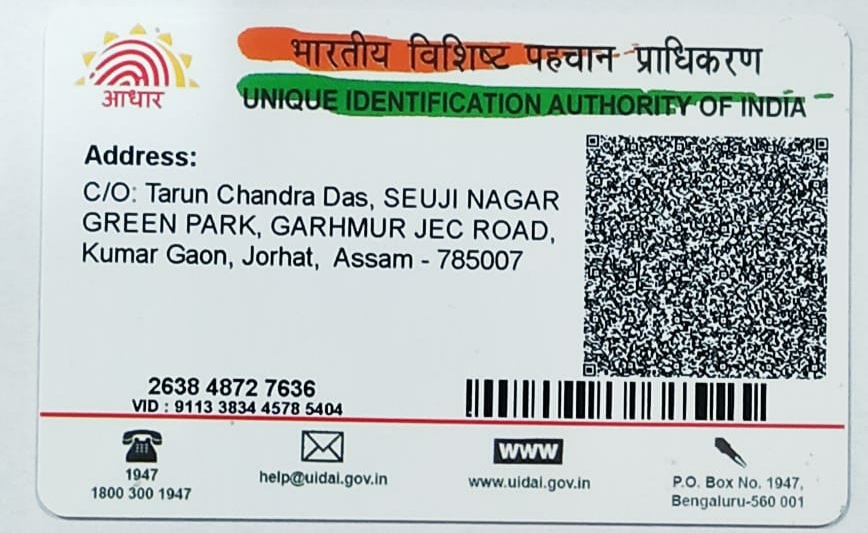 भारतीय विशिष्ट पहचान प्राधिकरण
आधार
UNIQUE IDENTIFICATION AUTHORITY OF INDIA
Address:
C/O: Tarun Chandra Das, SEUJI NAGAR
GREEN PARK, GARHMUR JEC ROAD,
Kumar Gaon, Jorhat, Assam - 785007
2638 4872 7636
VID : 9113 3834 4578 5404
1947
1800 300 1947
help@uidai.gov.in
www
www.uidai.gov.in
P.O. Box No. 1947,
Bengaluru-560 001